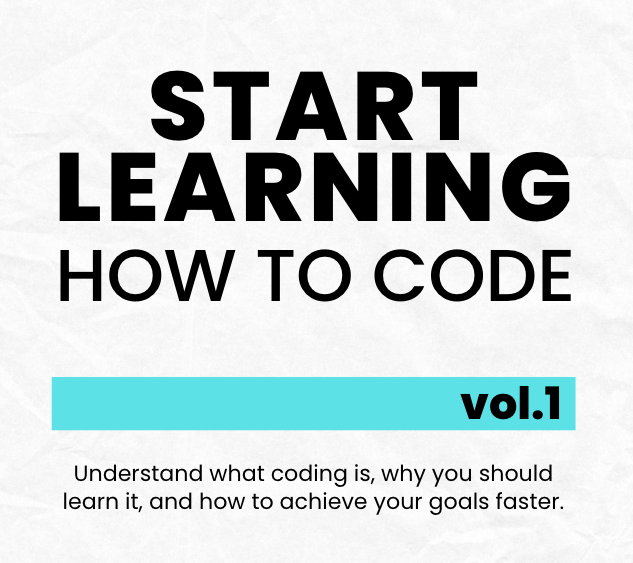 START
LEARNING
HOW TO CODE
vol.1
Understand what coding is, why you should
learn it, and how to achieve your goals faster.